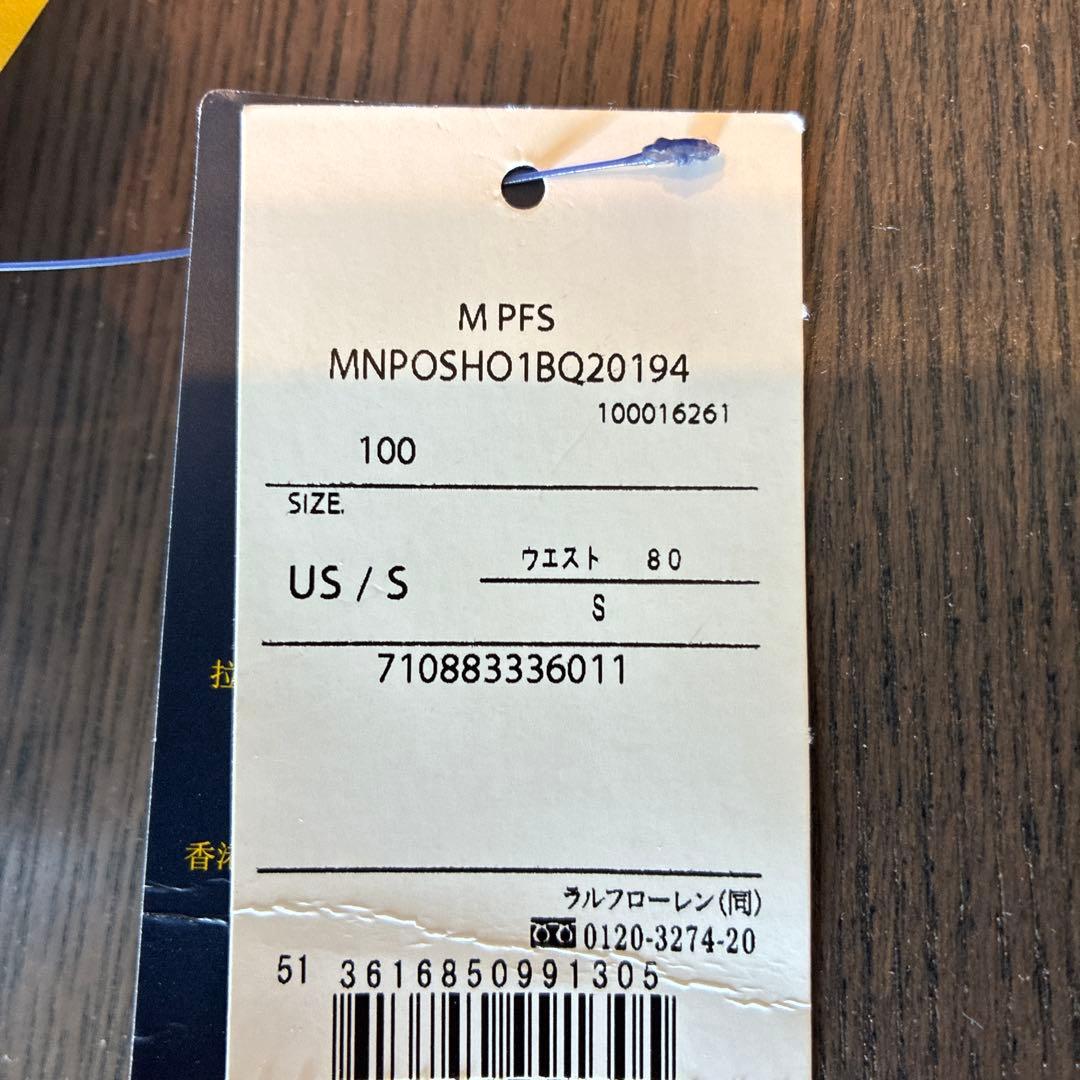 M PFS
MNPOSHO1BQ20194
100016261
100
SIZE.
US / S
ウエスト 80
S
710883336011
ラルフローレン(同)
0120-3274-20
51 3616850991305
拉
香港